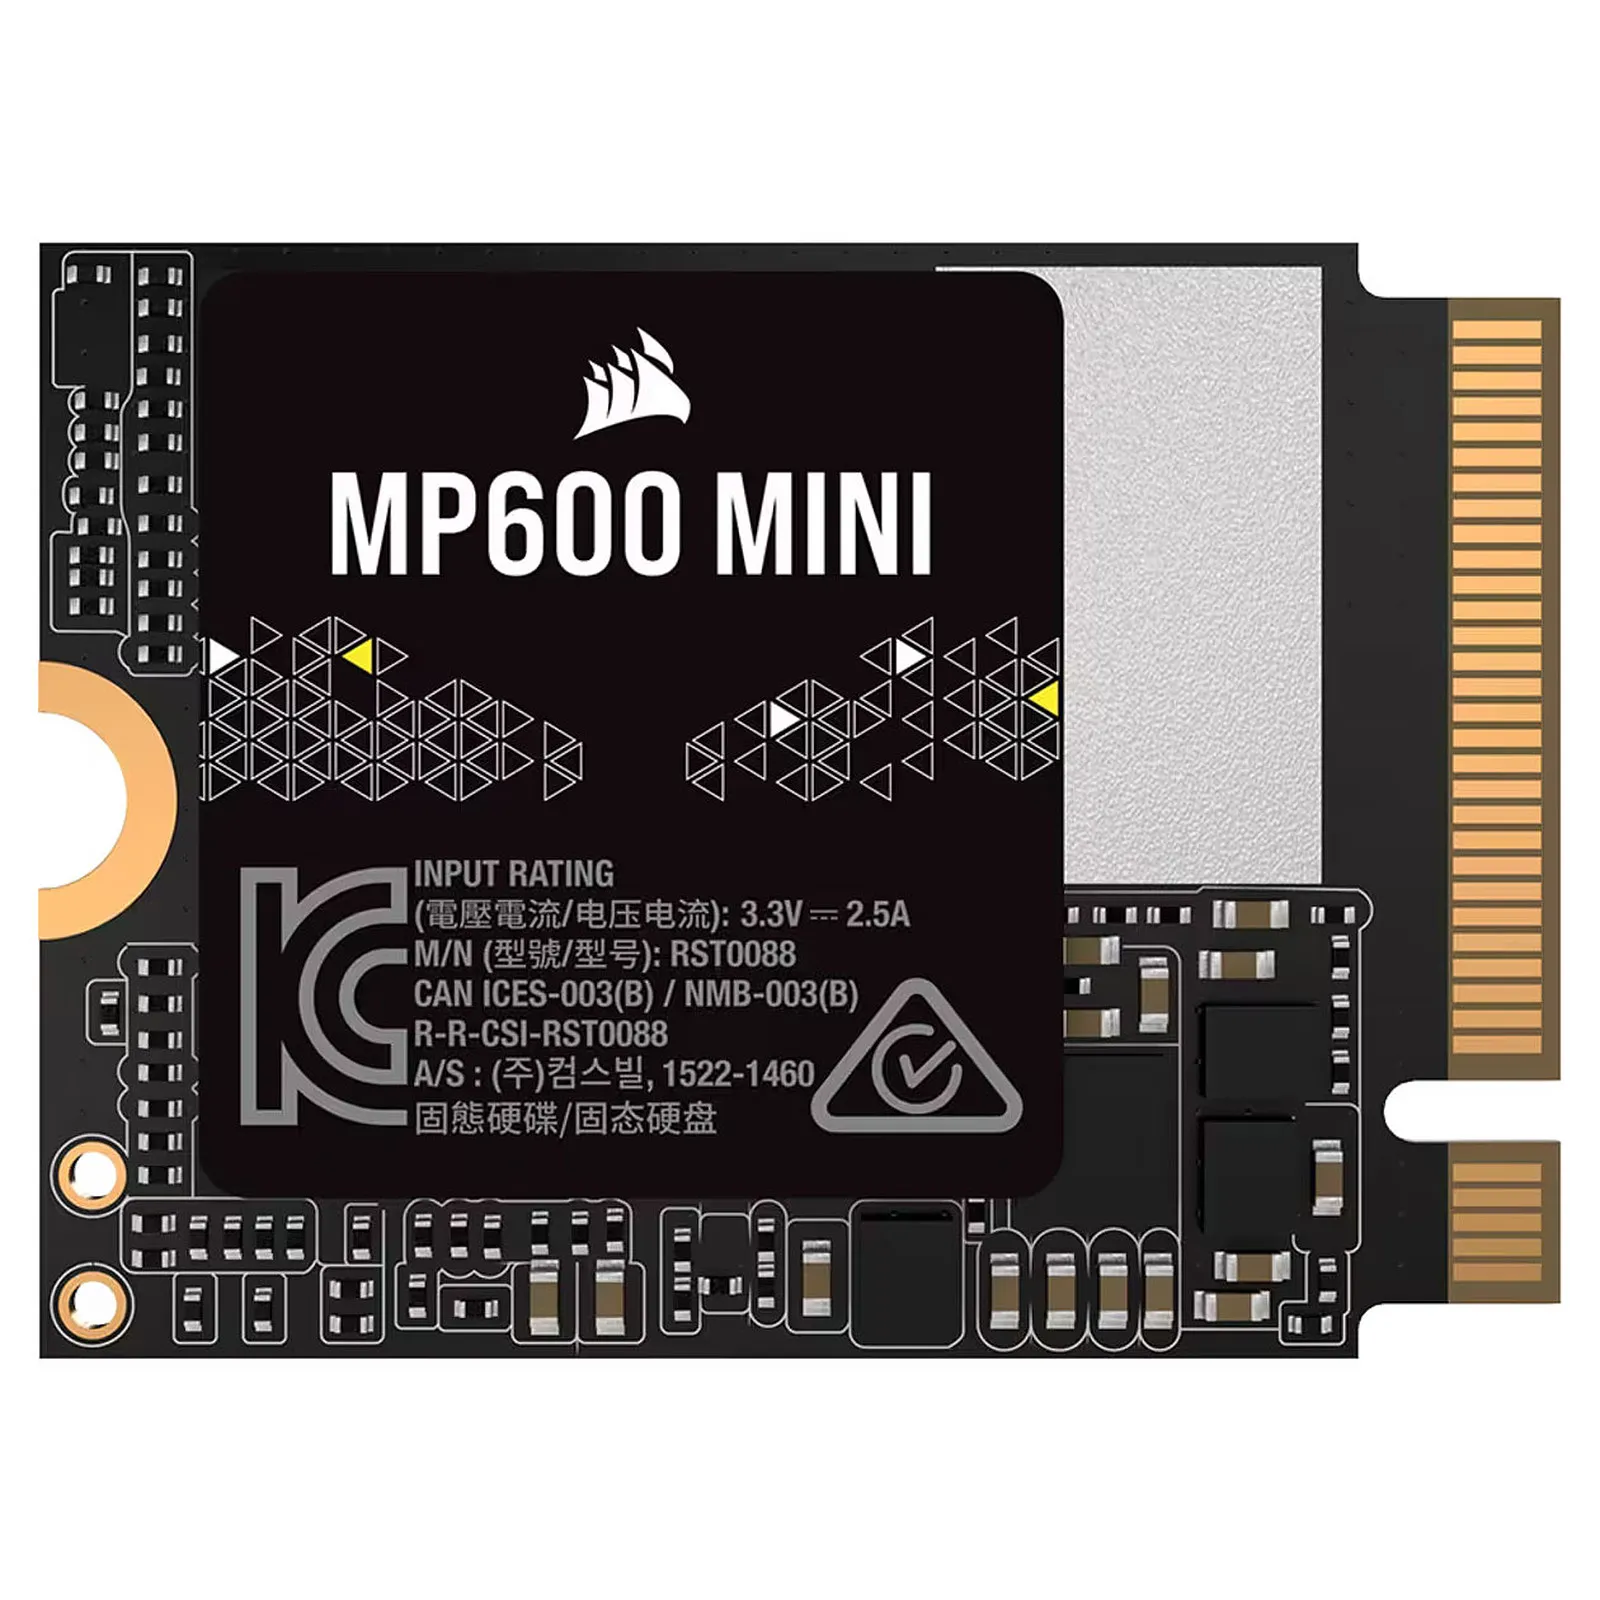 MP600 MINI
INPUT RATING
(電壓電流/电压电流): 3.3V ⎓ 2.5A
M/N (型號/型号): RST0088
CAN ICES-003(B) / NMB-003(B)
R-R-CSI-RST0088
A/S : (주)컴스빌, 1522-1460
固態硬碟/固态硬盘